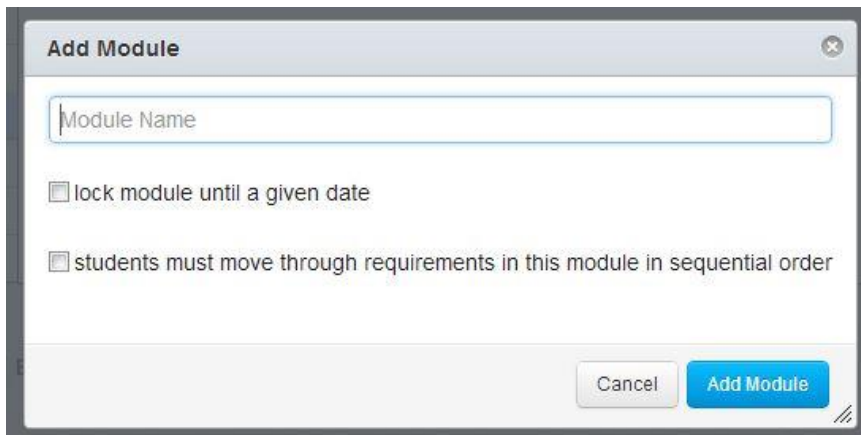 Add Module
Module Name
lock module until a given date
students must move through requirements in this module in sequential order
Cancel
Add Module